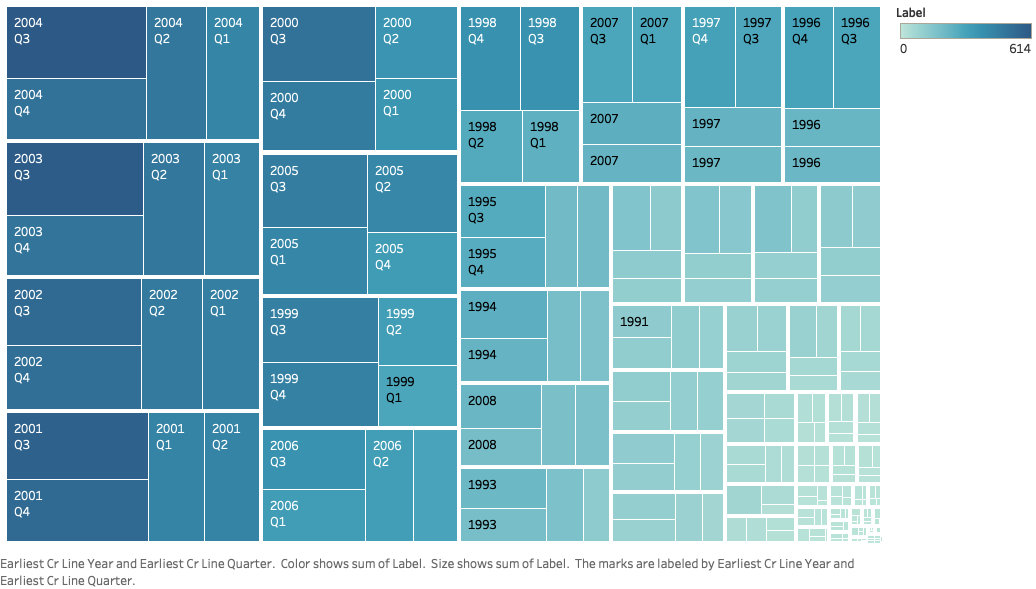 2004
Q3
2004
Q2
2004
Q1
2004
Q4
2003
Q3
2003
Q2
2003
Q1
2003
Q4
2002
Q3
2002
Q2
2002
Q1
2002
Q4
2001
Q3
2001
Q1
2001
Q2
2001
Q4
2000
Q3
2000
Q2
2000
Q4
2000
Q1
2005
Q3
2005
Q2
2005
Q1
2005
Q4
1999
Q3
1999
Q2
1999
Q4
1999
Q1
2006
Q3
2006
Q2
2006
Q1
1998
Q4
1998
Q3
1998
Q2
1998
Q1
2007
Q3
2007
Q1
2007
2007
1997
Q4
1997
Q3
1997
1997
1996
Q4
1996
Q3
1996
1996
1995
Q3
1995
Q4
1994
1994
2008
2008
1993
1993
1991
Label
0
614
Earliest Cr Line Year and Earliest Cr Line Quarter.  Color shows sum of Label.  Size shows sum of Label.  The marks are labeled by Earliest Cr Line Year and
Earliest Cr Line Quarter.